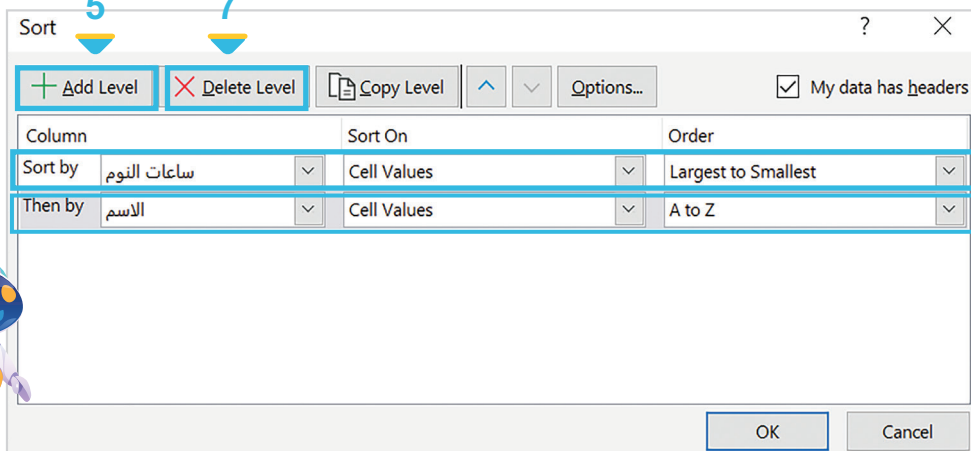 5 7
Sort ? ×
Add Level Delete Level Copy Level Options... My data has headers
Column Sort On Order
Sort by ساعات النوم Cell Values Largest to Smallest
Then by الاسم Cell Values A to Z
OK Cancel